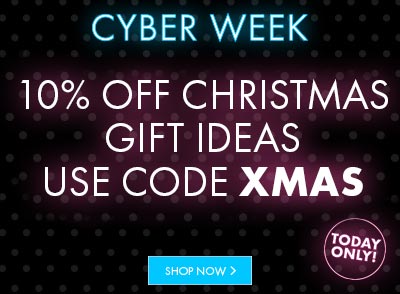 CYBER WEEK
10% OFF CHRISTMAS
GIFT IDEAS
USE CODE XMAS
TODAY
ONLY!
SHOP NOW >